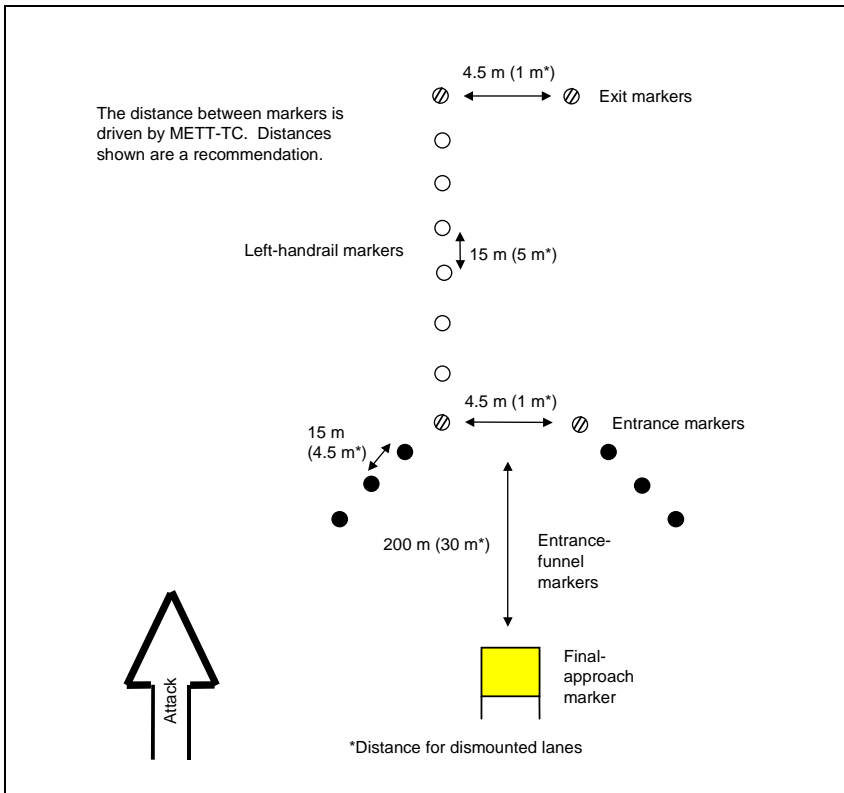 4.5 m (1 m*)
Exit markers
The distance between markers is
driven by METT-TC. Distances
shown are a recommendation.
Left-handrail markers
15 m (5 m*)
4.5 m (1 m*)
Entrance markers
15 m
(4.5 m*)
200 m (30 m*)
Entrance-
funnel
markers
Final-
approach
marker
Attack
*Distance for dismounted lanes